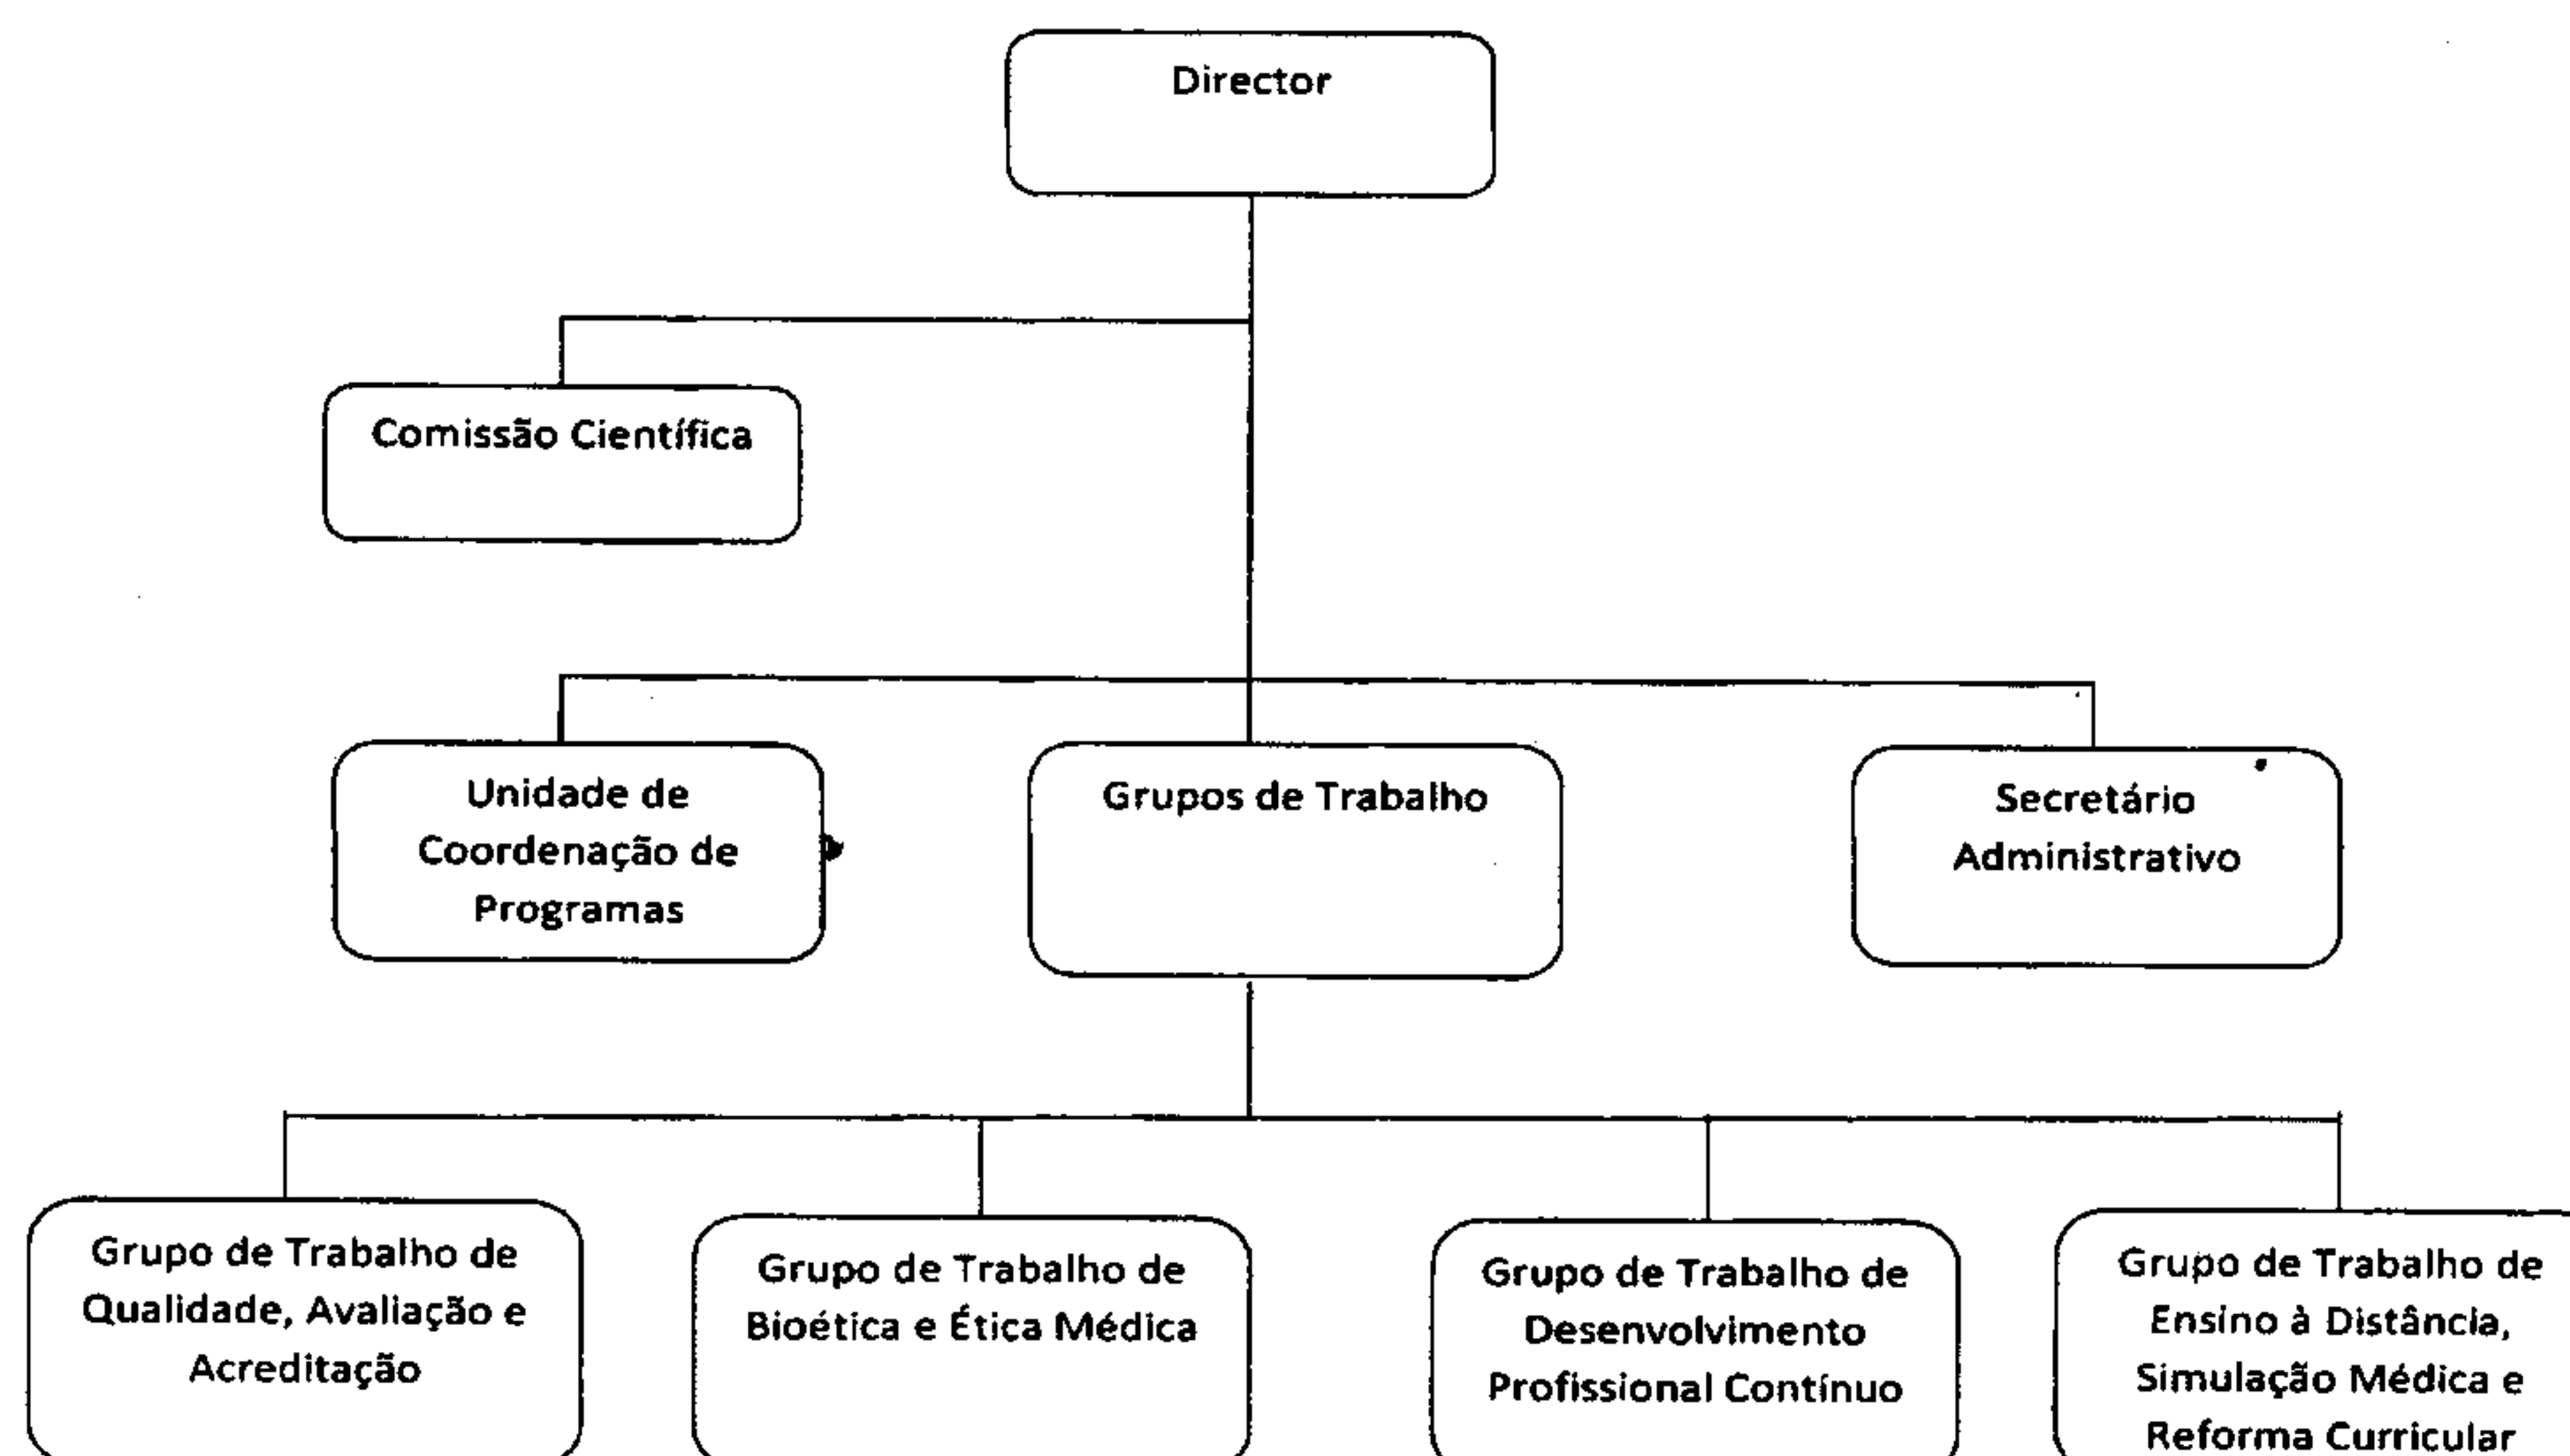 Director
Comissão Científica
Unidade de
Coordenação de
Programas
Grupos de Trabalho
Secretário
Administrativo
Grupo de Trabalho de
Qualidade, Avaliação e
Acreditação
Grupo de Trabalho de
Bioética e Ética Médica
Grupo de Trabalho de
Desenvolvimento
Profissional Contínuo
Grupo de Trabalho de
Ensino à Distância,
Simulação Médica e
Reforma Curricular